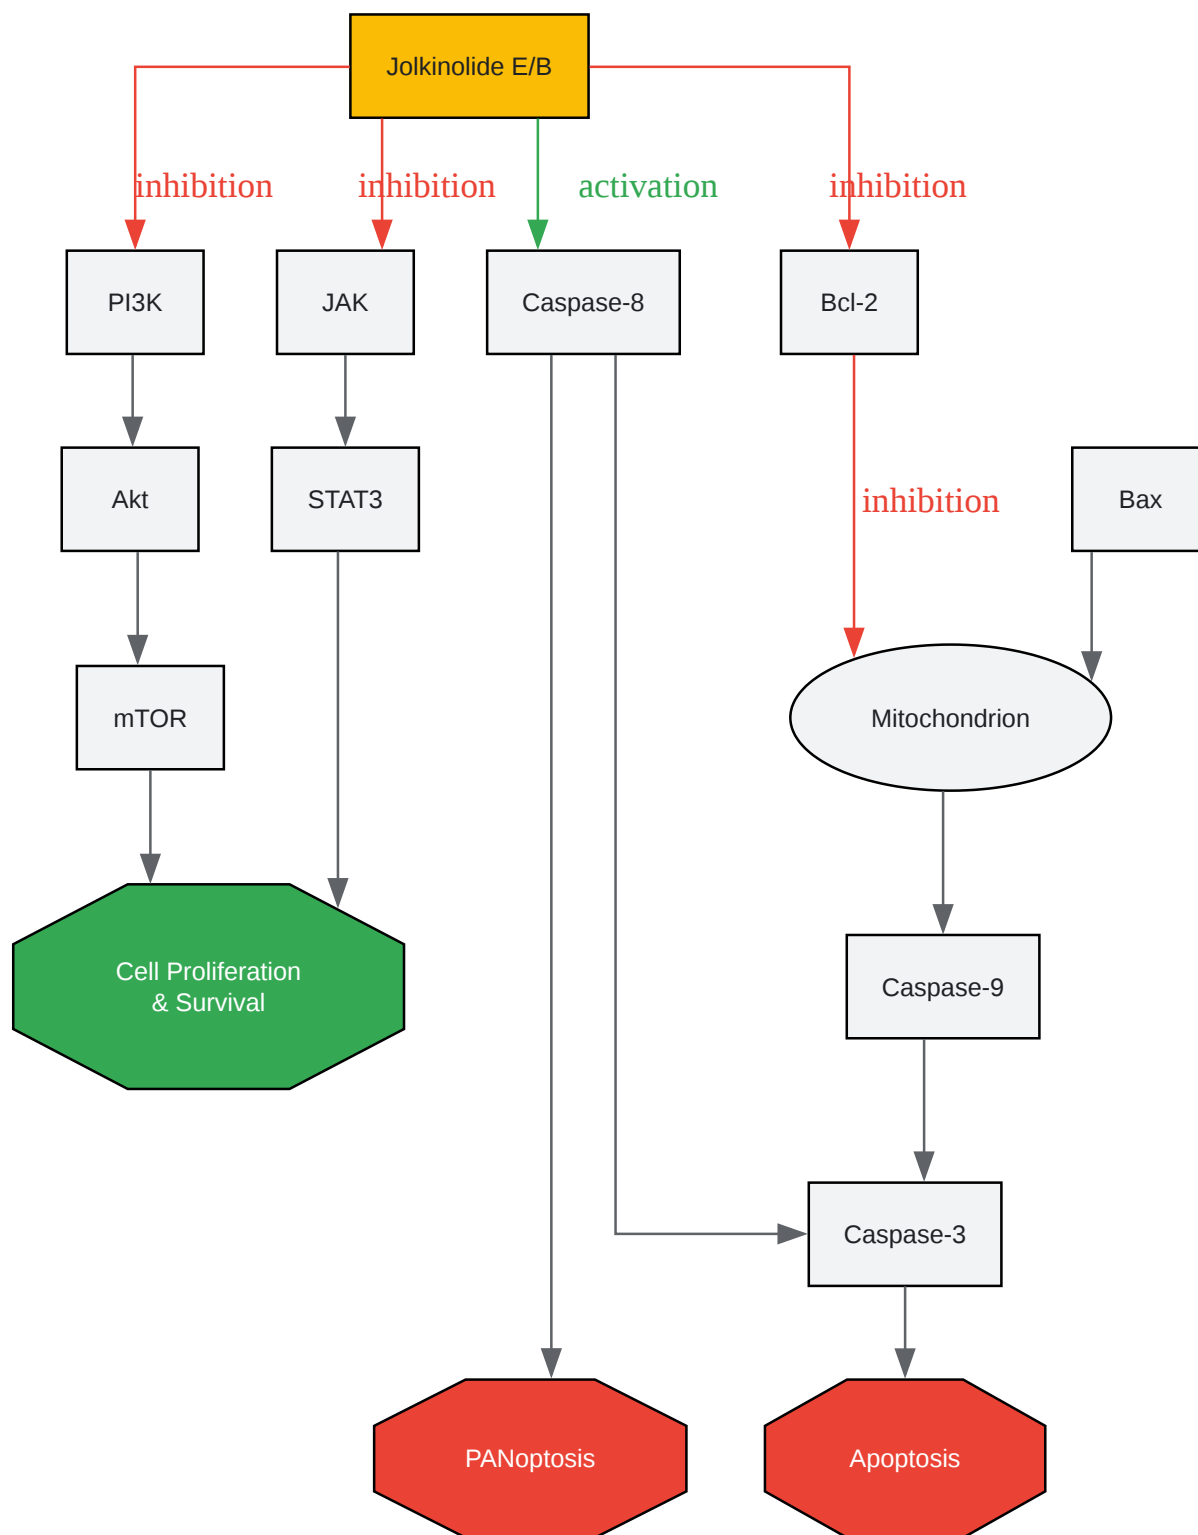 Jolkinolide E/B
inhibition
inhibition
activation
inhibition
PI3K
JAK
Caspase-8
Bcl-2
Akt
STAT3
inhibition
Bax
mTOR
Mitochondrion
Cell Proliferation
& Survival
Caspase-9
Caspase-3
PANoptosis
Apoptosis